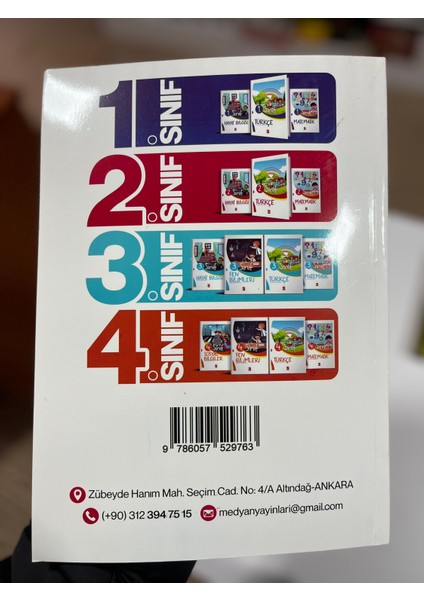 1.SINIF
HAYAT BİLGİSİ
TÜRKÇE
MATEMATİK
2.SINIF
HAYAT BİLGİSİ
TÜRKÇE
MATEMATİK
3.SINIF
HAYAT BİLGİSİ
FEN BİLİMLERİ
TÜRKÇE
MATEMATİK
4.SINIF
SOSYAL BİLGİLER
FEN BİLİMLERİ
TÜRKÇE
MATEMATİK
9 786057 529763
Zübeyde Hanım Mah. Seçim Cad. No: 4/A Altındağ-ANKARA
(+90) 312 394 75 15 medyanyayinlari@gmail.com